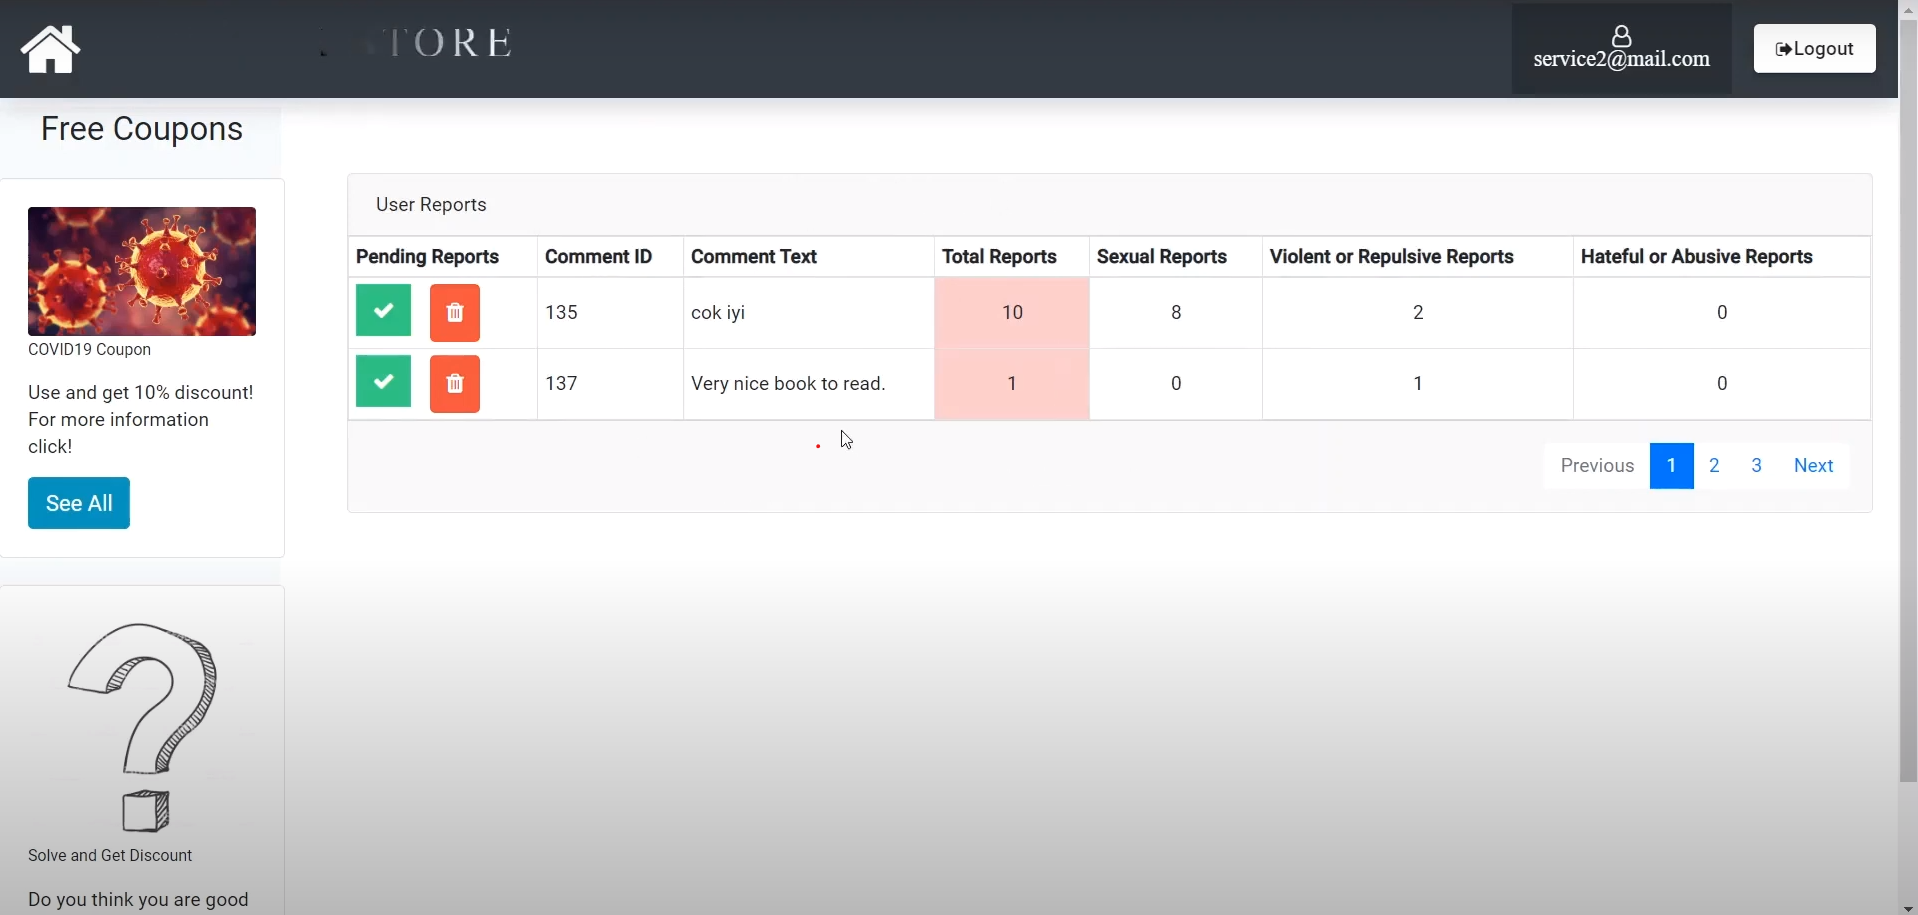 TORE
service2@mail.com
Logout
Free Coupons
COVID19 Coupon
Use and get 10% discount!
For more information
click!
See All
Solve and Get Discount
Do you think you are good
User Reports
Pending Reports Comment ID Comment Text Total Reports Sexual Reports Violent or Repulsive Reports Hateful or Abusive Reports
135 cok iyi 10 8 2 0
137 Very nice book to read. 1 0 1 0
Previous 1 2 3 Next